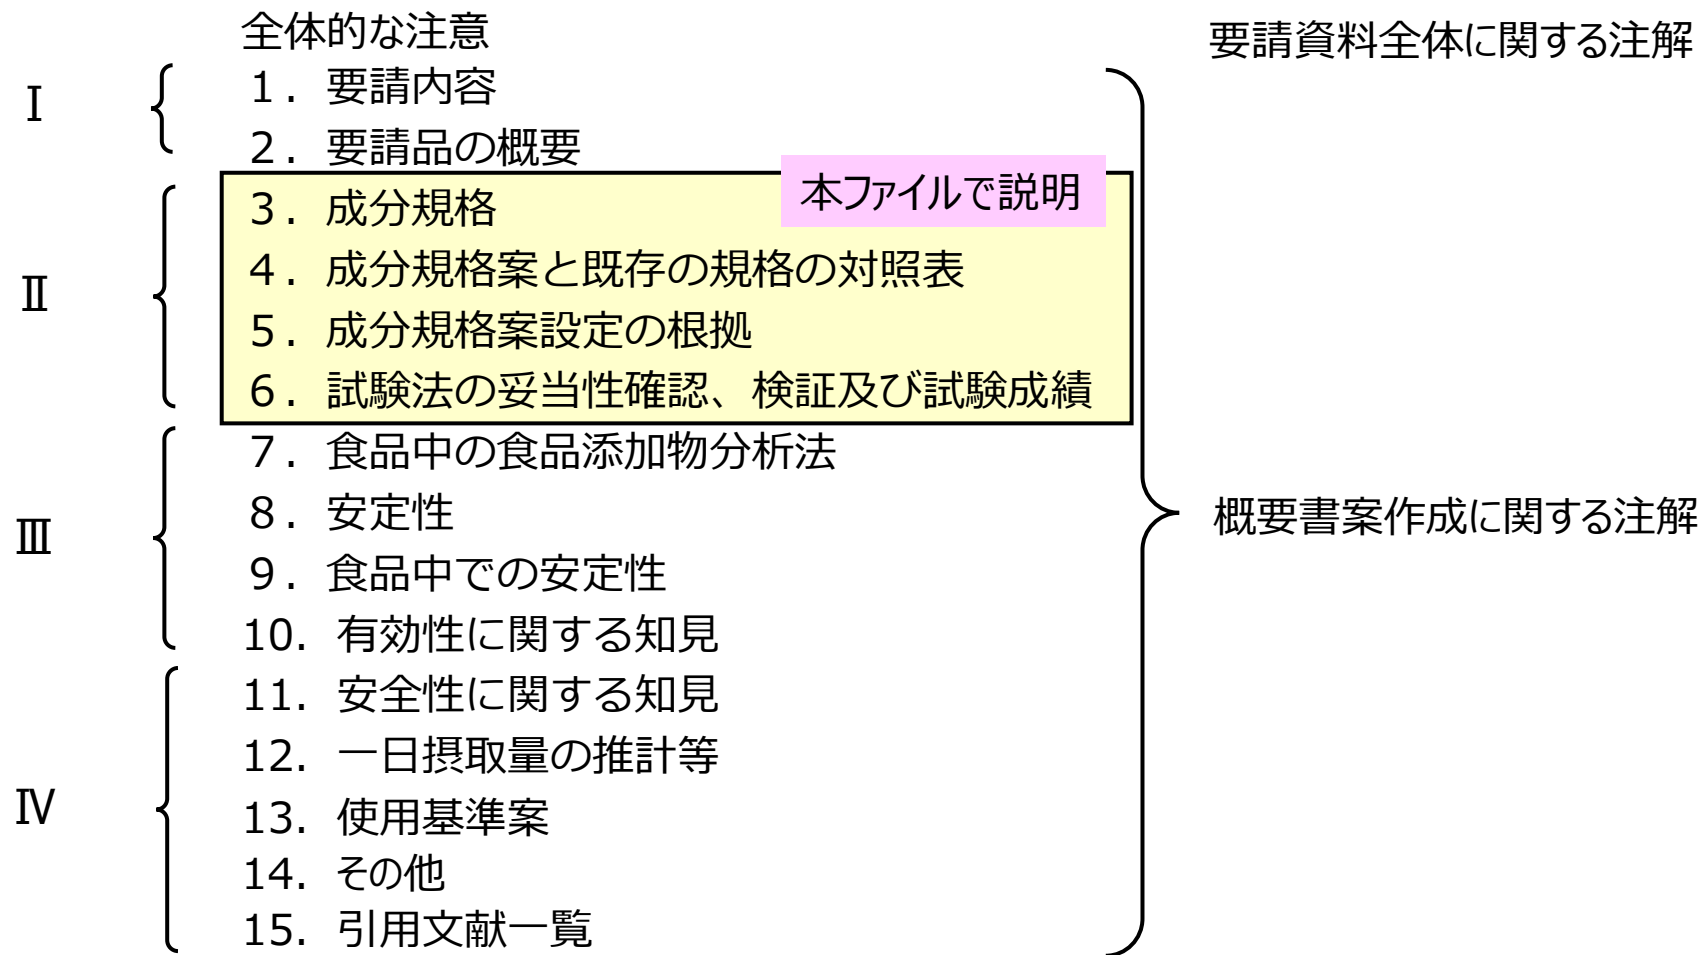 全体的な注意
要請資料全体に関する注解
Ⅰ
1. 要請内容
2. 要請品の概要
本ファイルで説明
Ⅱ
3. 成分規格
4. 成分規格案と既存の規格の対照表
5. 成分規格案設定の根拠
6. 試験法の妥当性確認、検証及び試験成績
Ⅲ
7. 食品中の食品添加物分析法
8. 安定性
9. 食品中での安定性
10. 有効性に関する知見
概要書案作成に関する注解
Ⅳ
11. 安全性に関する知見
12. 一日摂取量の推計等
13. 使用基準案
14. その他
15. 引用文献一覧